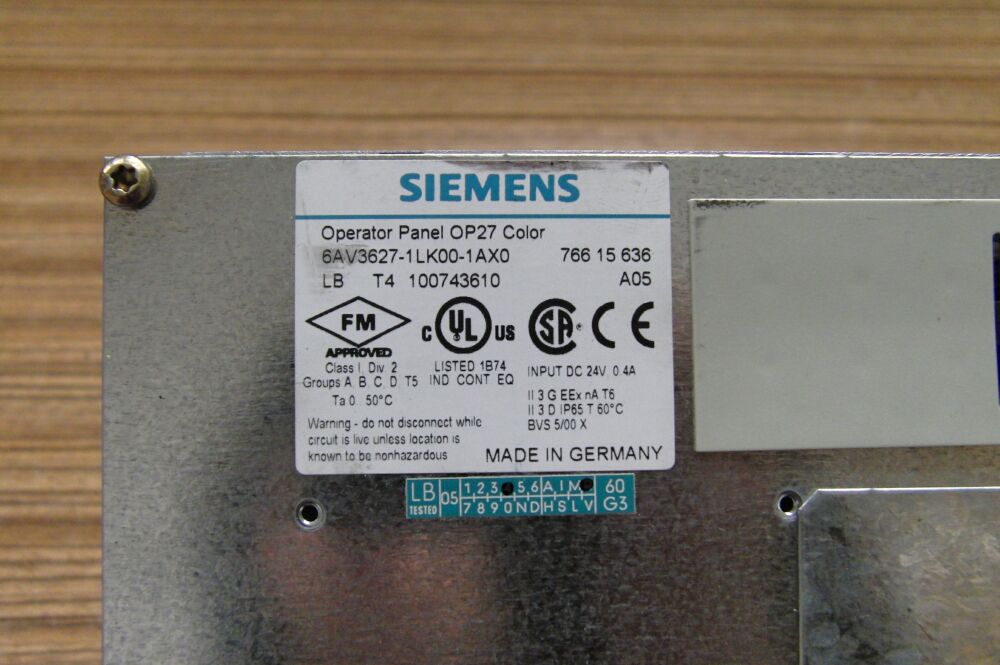 SIEMENS
Operator Panel OP27 Color
6AV3627-1LK00-1AX0 766 15 636
LB T4 100743610 A05
FM
APPROVED
Class I, Div. 2
Groups A, B, C, D T5
Ta 0...50°C
C UL US
LISTED 1B74
IND CONT EQ
SA
CE
INPUT DC 24V, 0.4A
II 3 G EEx nA T6
II 3 D IP65 T 60°C
BVS 5/00 X
Warning - do not disconnect while
circuit is live unless location is
known to be nonhazardous
MADE IN GERMANY
LB 05 1 2 3 5 6 A I M 60
TESTED 7 8 9 0 N D H S L V G3